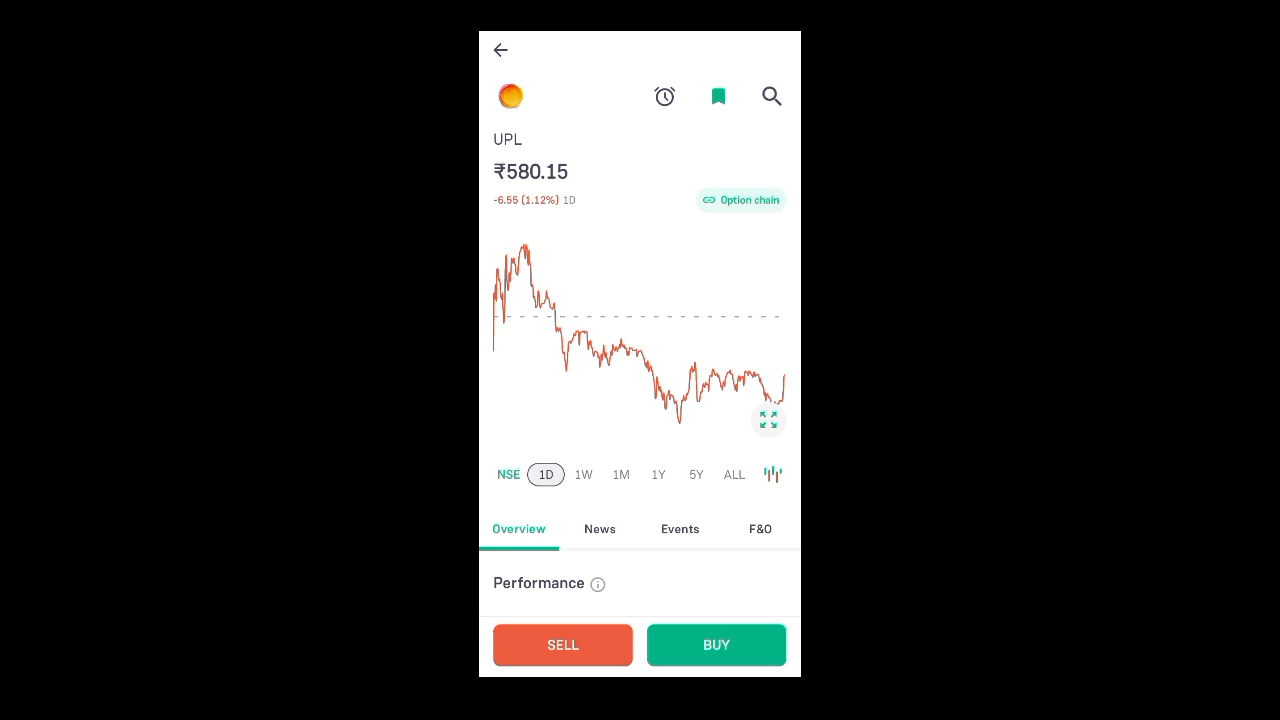 UPL
₹580.15
-6.55 (1.12%) 1D
Option chain
NSE 1D 1W 1M 1Y 5Y ALL
Overview News Events F&O
Performance
SELL BUY